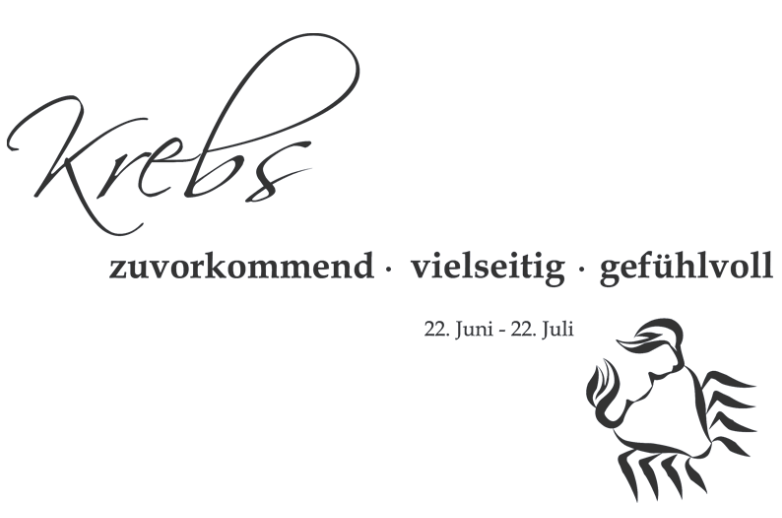 Krebs
zuvorkommend · vielseitig · gefühlvoll
22. Juni - 22. Juli